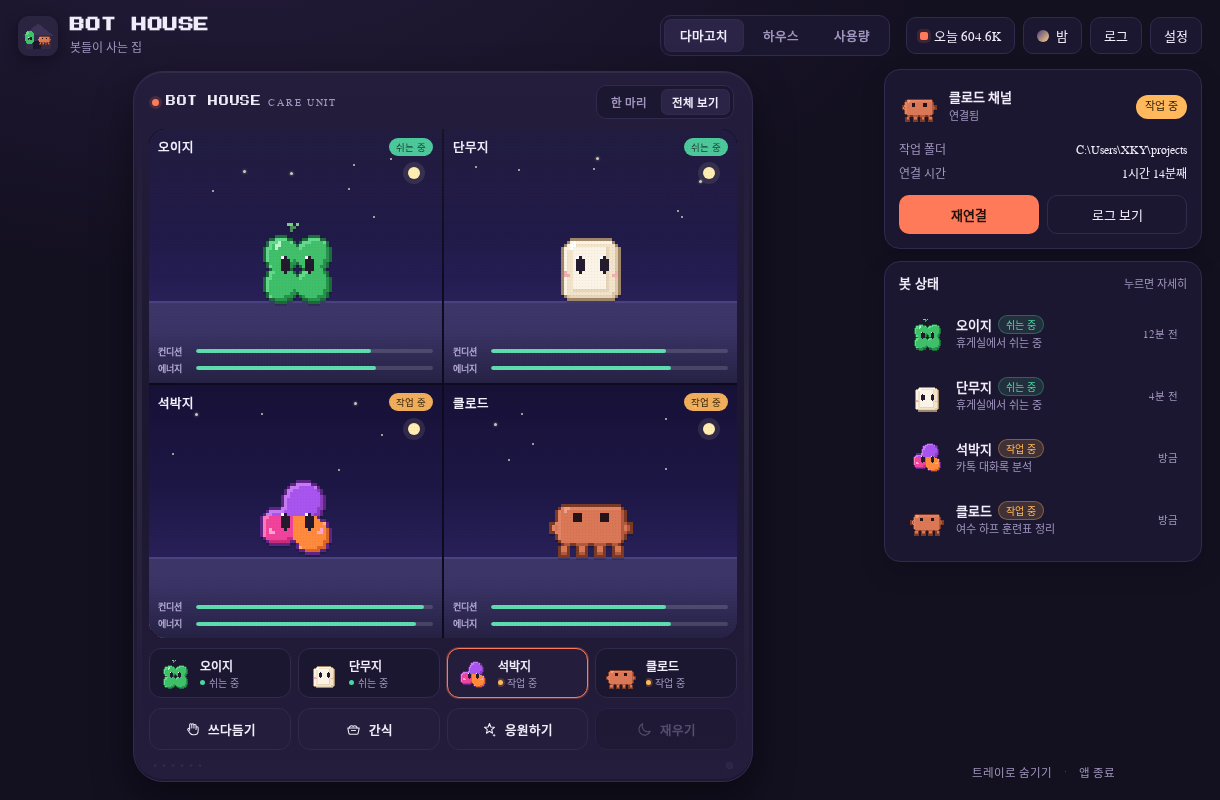 BOT HOUSE
봇들이 사는 집
다마고치 하우스 사용량
오늘 604.6K 밤 로그 설정
BOT HOUSE CARE UNIT
한 마리 전체 보기
오이지 쉬는 중
컨디션
에너지
단무지 쉬는 중
컨디션
에너지
석박지 작업 중
컨디션
에너지
클로드 작업 중
컨디션
에너지
오이지
쉬는 중
단무지
쉬는 중
석박지
작업 중
클로드
작업 중
쓰다듬기 간식 응원하기 재우기
클로드 채널
연결됨
작업 중
작업 폴더 C:\Users\XKY\projects
연결 시간 1시간 14분째
재연결 로그 보기
봇 상태 누르면 자세히
오이지 쉬는 중
휴게실에서 쉬는 중
12분 전
단무지 쉬는 중
휴게실에서 쉬는 중
4분 전
석박지 작업 중
카톡 대화록 분석
방금
클로드 작업 중
여수 하프 훈련표 정리
방금
트레이로 숨기기 · 앱 종료